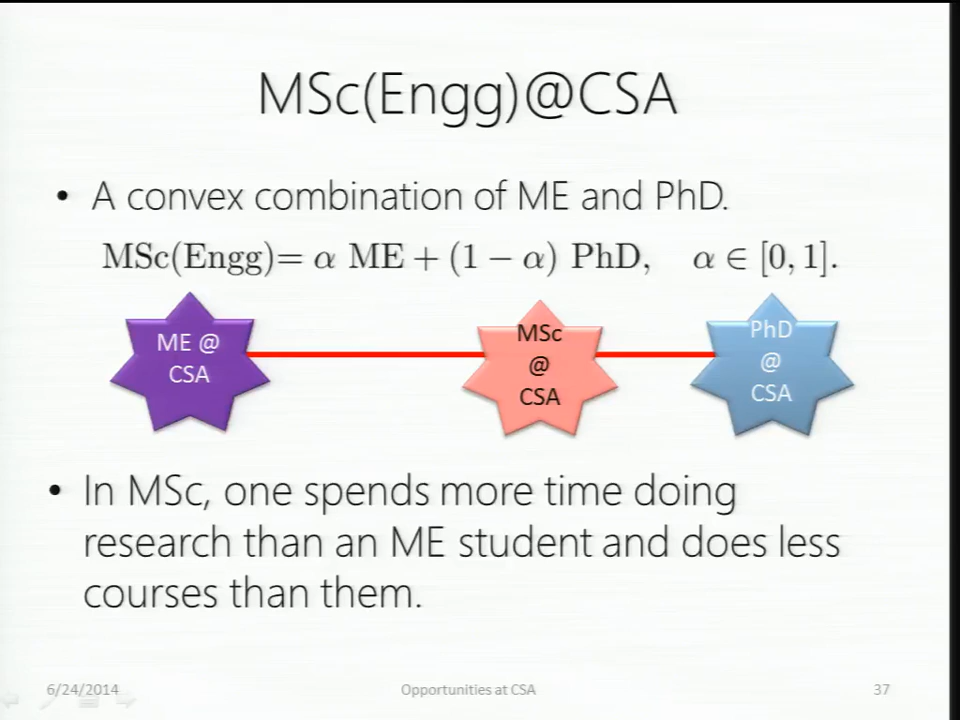 MSc(Engg)@CSA
• A convex combination of ME and PhD.
MSc(Engg)= α ME + (1 − α) PhD, α ∈ [0, 1].
ME @
CSA
MSc
@
CSA
PhD
@
CSA
• In MSc, one spends more time doing
research than an ME student and does less
courses than them.
6/24/2014 Opportunities at CSA 37